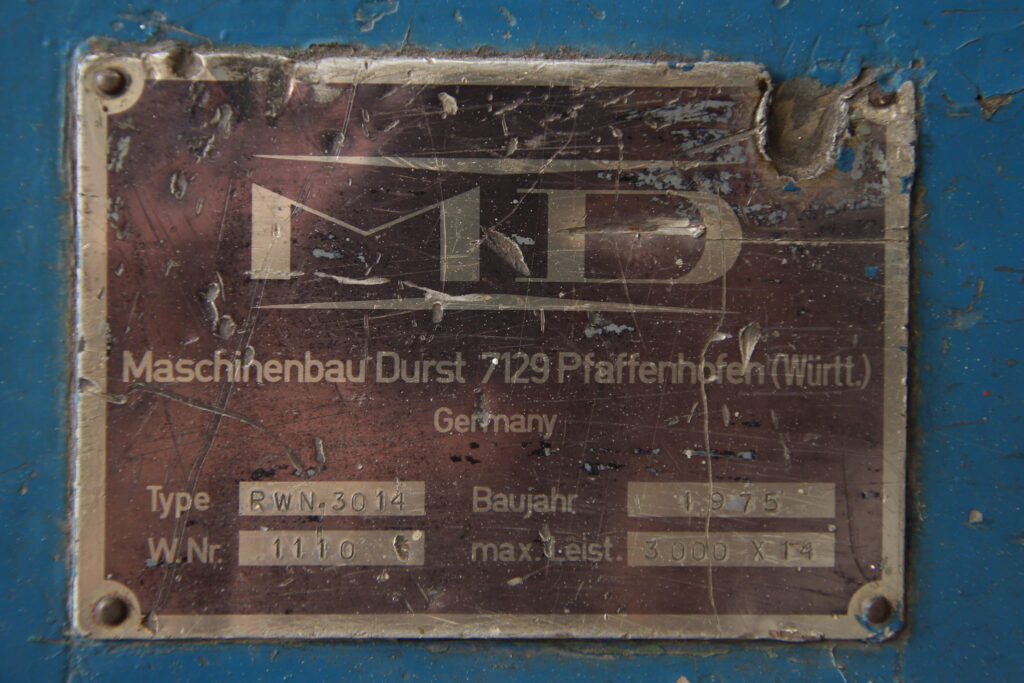 MD
Maschinenbau Durst 7129 Pfaffenhofen (Württ.)
Germany
Type RWN.3014 Baujahr 1975
W.Nr. 1110 max. Leist. 3000 X 14